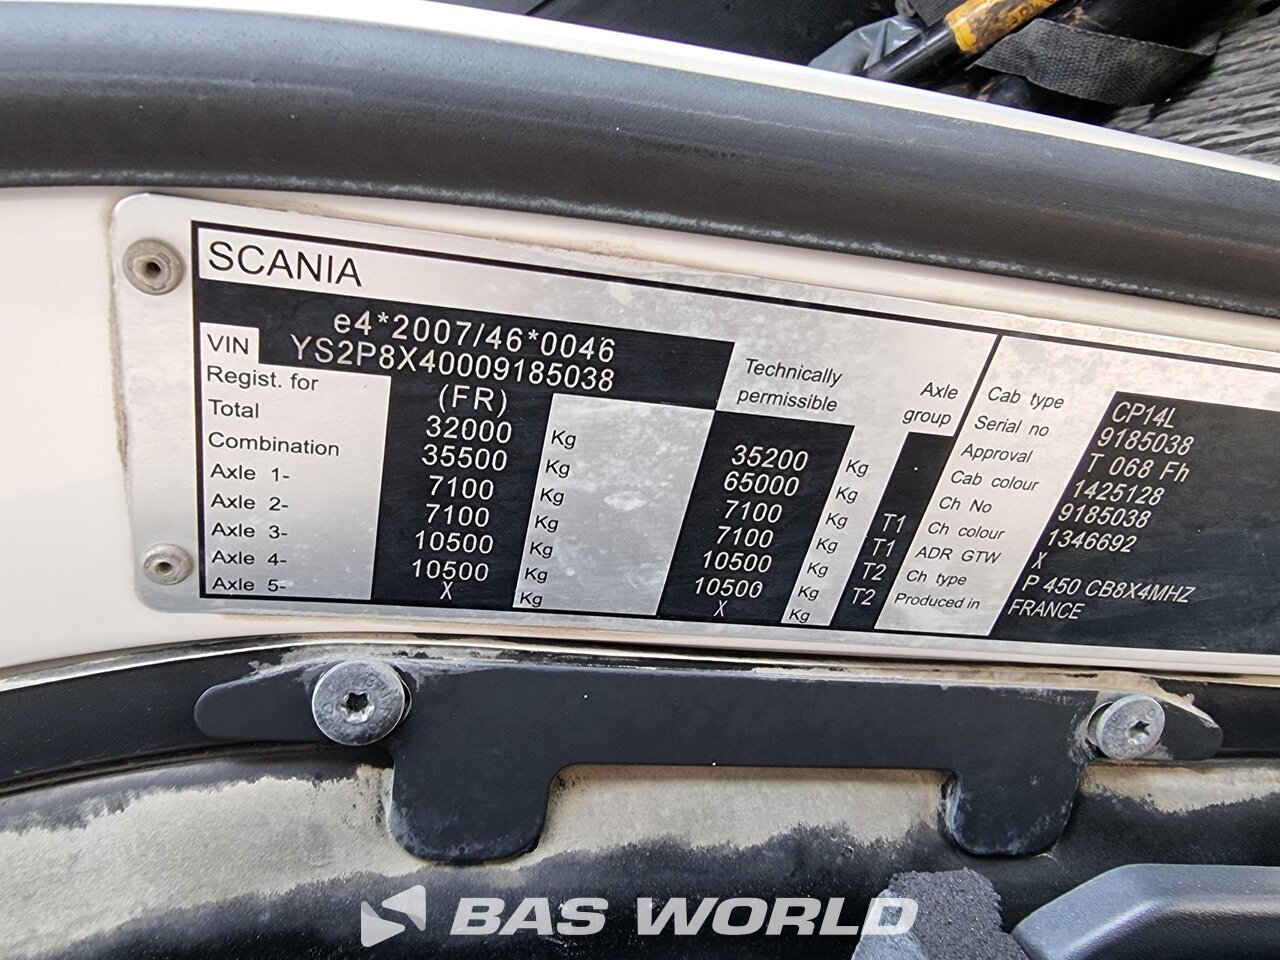 SCANIA
e4*2007/46*0046
VIN YS2P8X40009185038
Regist. for (FR) Technically permissible Axle group
Total 32000 Kg 35200 Kg
Combination 35500 Kg 65000 Kg
Axle 1- 7100 Kg 7100 Kg T1
Axle 2- 7100 Kg 7100 Kg T1
Axle 3- 10500 Kg 10500 Kg T2
Axle 4- 10500 Kg 10500 Kg T2
Axle 5- X Kg X Kg
Cab type CP14L
Serial no 9185038
Approval T 068 Fh
Cab colour 1425128
Ch No 9185038
Ch colour 1346692
ADR GTW X
Ch type P 450 CB8X4MHZ
Produced in FRANCE
BAS WORLD